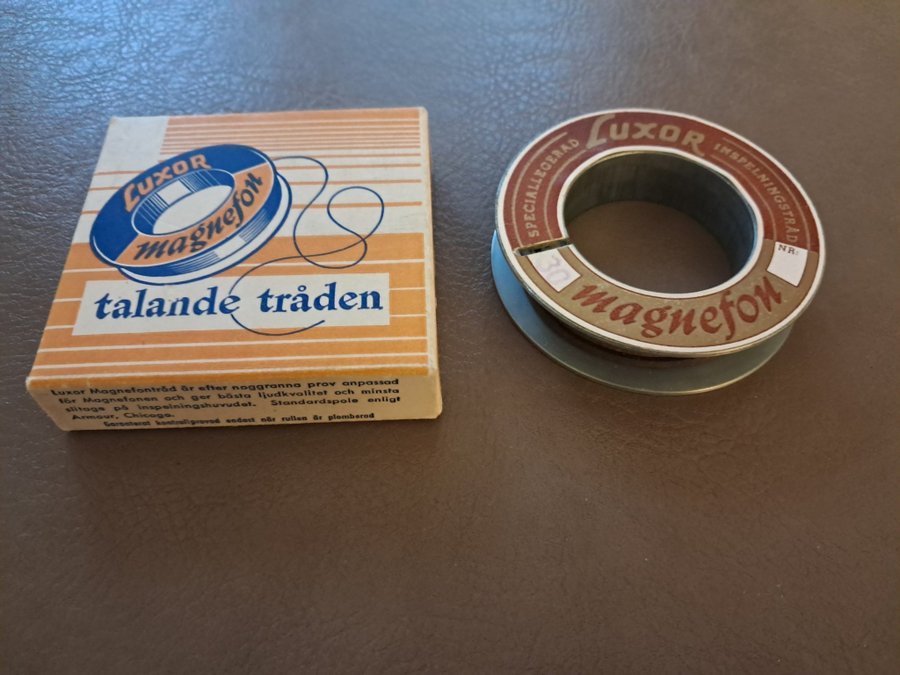 LUXOR
magnefon
talande tråden
Luxor Magnefontråd är efter noggranna prov anpassad
för Magnefonen och ger bästa ljudkvalitet och minsta
slitage på inspelningshuvudet. Standardspole enligt
Armour, Chicago.
Garanterat kontrollprovad endast när rullen är plomberad
SPECIALLEGERAD LUXOR INSPELNINGSTRÅD
NR:
30
magnefon